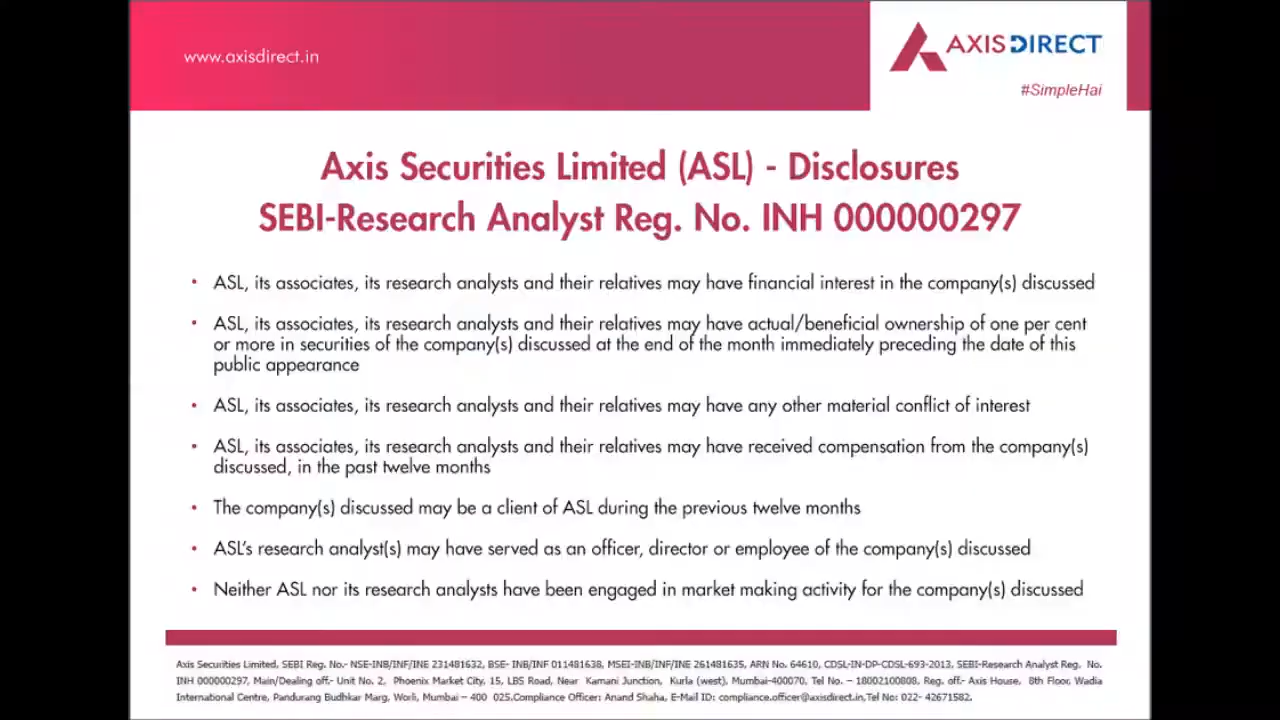 www.axisdirect.in
AXIS DIRECT
#SimpleHai
Axis Securities Limited (ASL) - Disclosures
SEBI-Research Analyst Reg. No. INH 000000297
• ASL, its associates, its research analysts and their relatives may have financial interest in the company(s) discussed
• ASL, its associates, its research analysts and their relatives may have actual/beneficial ownership of one per cent
or more in securities of the company(s) discussed at the end of the month immediately preceding the date of this
public appearance
• ASL, its associates, its research analysts and their relatives may have any other material conflict of interest
• ASL, its associates, its research analysts and their relatives may have received compensation from the company(s)
discussed, in the past twelve months
• The company(s) discussed may be a client of ASL during the previous twelve months
• ASL’s research analyst(s) may have served as an officer, director or employee of the company(s) discussed
• Neither ASL nor its research analysts have been engaged in market making activity for the company(s) discussed
Axis Securities Limited, SEBI Reg. No.- NSE-INB/INF/INE 231481632, BSE- INB/INF 011481638, MSEI-INB/INF/INE 261481635, ARN No. 64610, CDSL-IN-DP-CDSL-693-2013, SEBI-Research Analyst Reg. No.
INH 000000297, Main/Dealing off.- Unit No. 2, Phoenix Market City, 15, LBS Road, Near Kamani Junction, Kurla (west), Mumbai-400070, Tel No. – 18002100808, Reg. off.- Axis House, 8th Floor, Wadia
International Centre, Pandurang Budhkar Marg, Worli, Mumbai – 400 025.Compliance Officer: Anand Shaha, E-Mail ID: compliance.officer@axisdirect.in,Tel No: 022- 42671582.